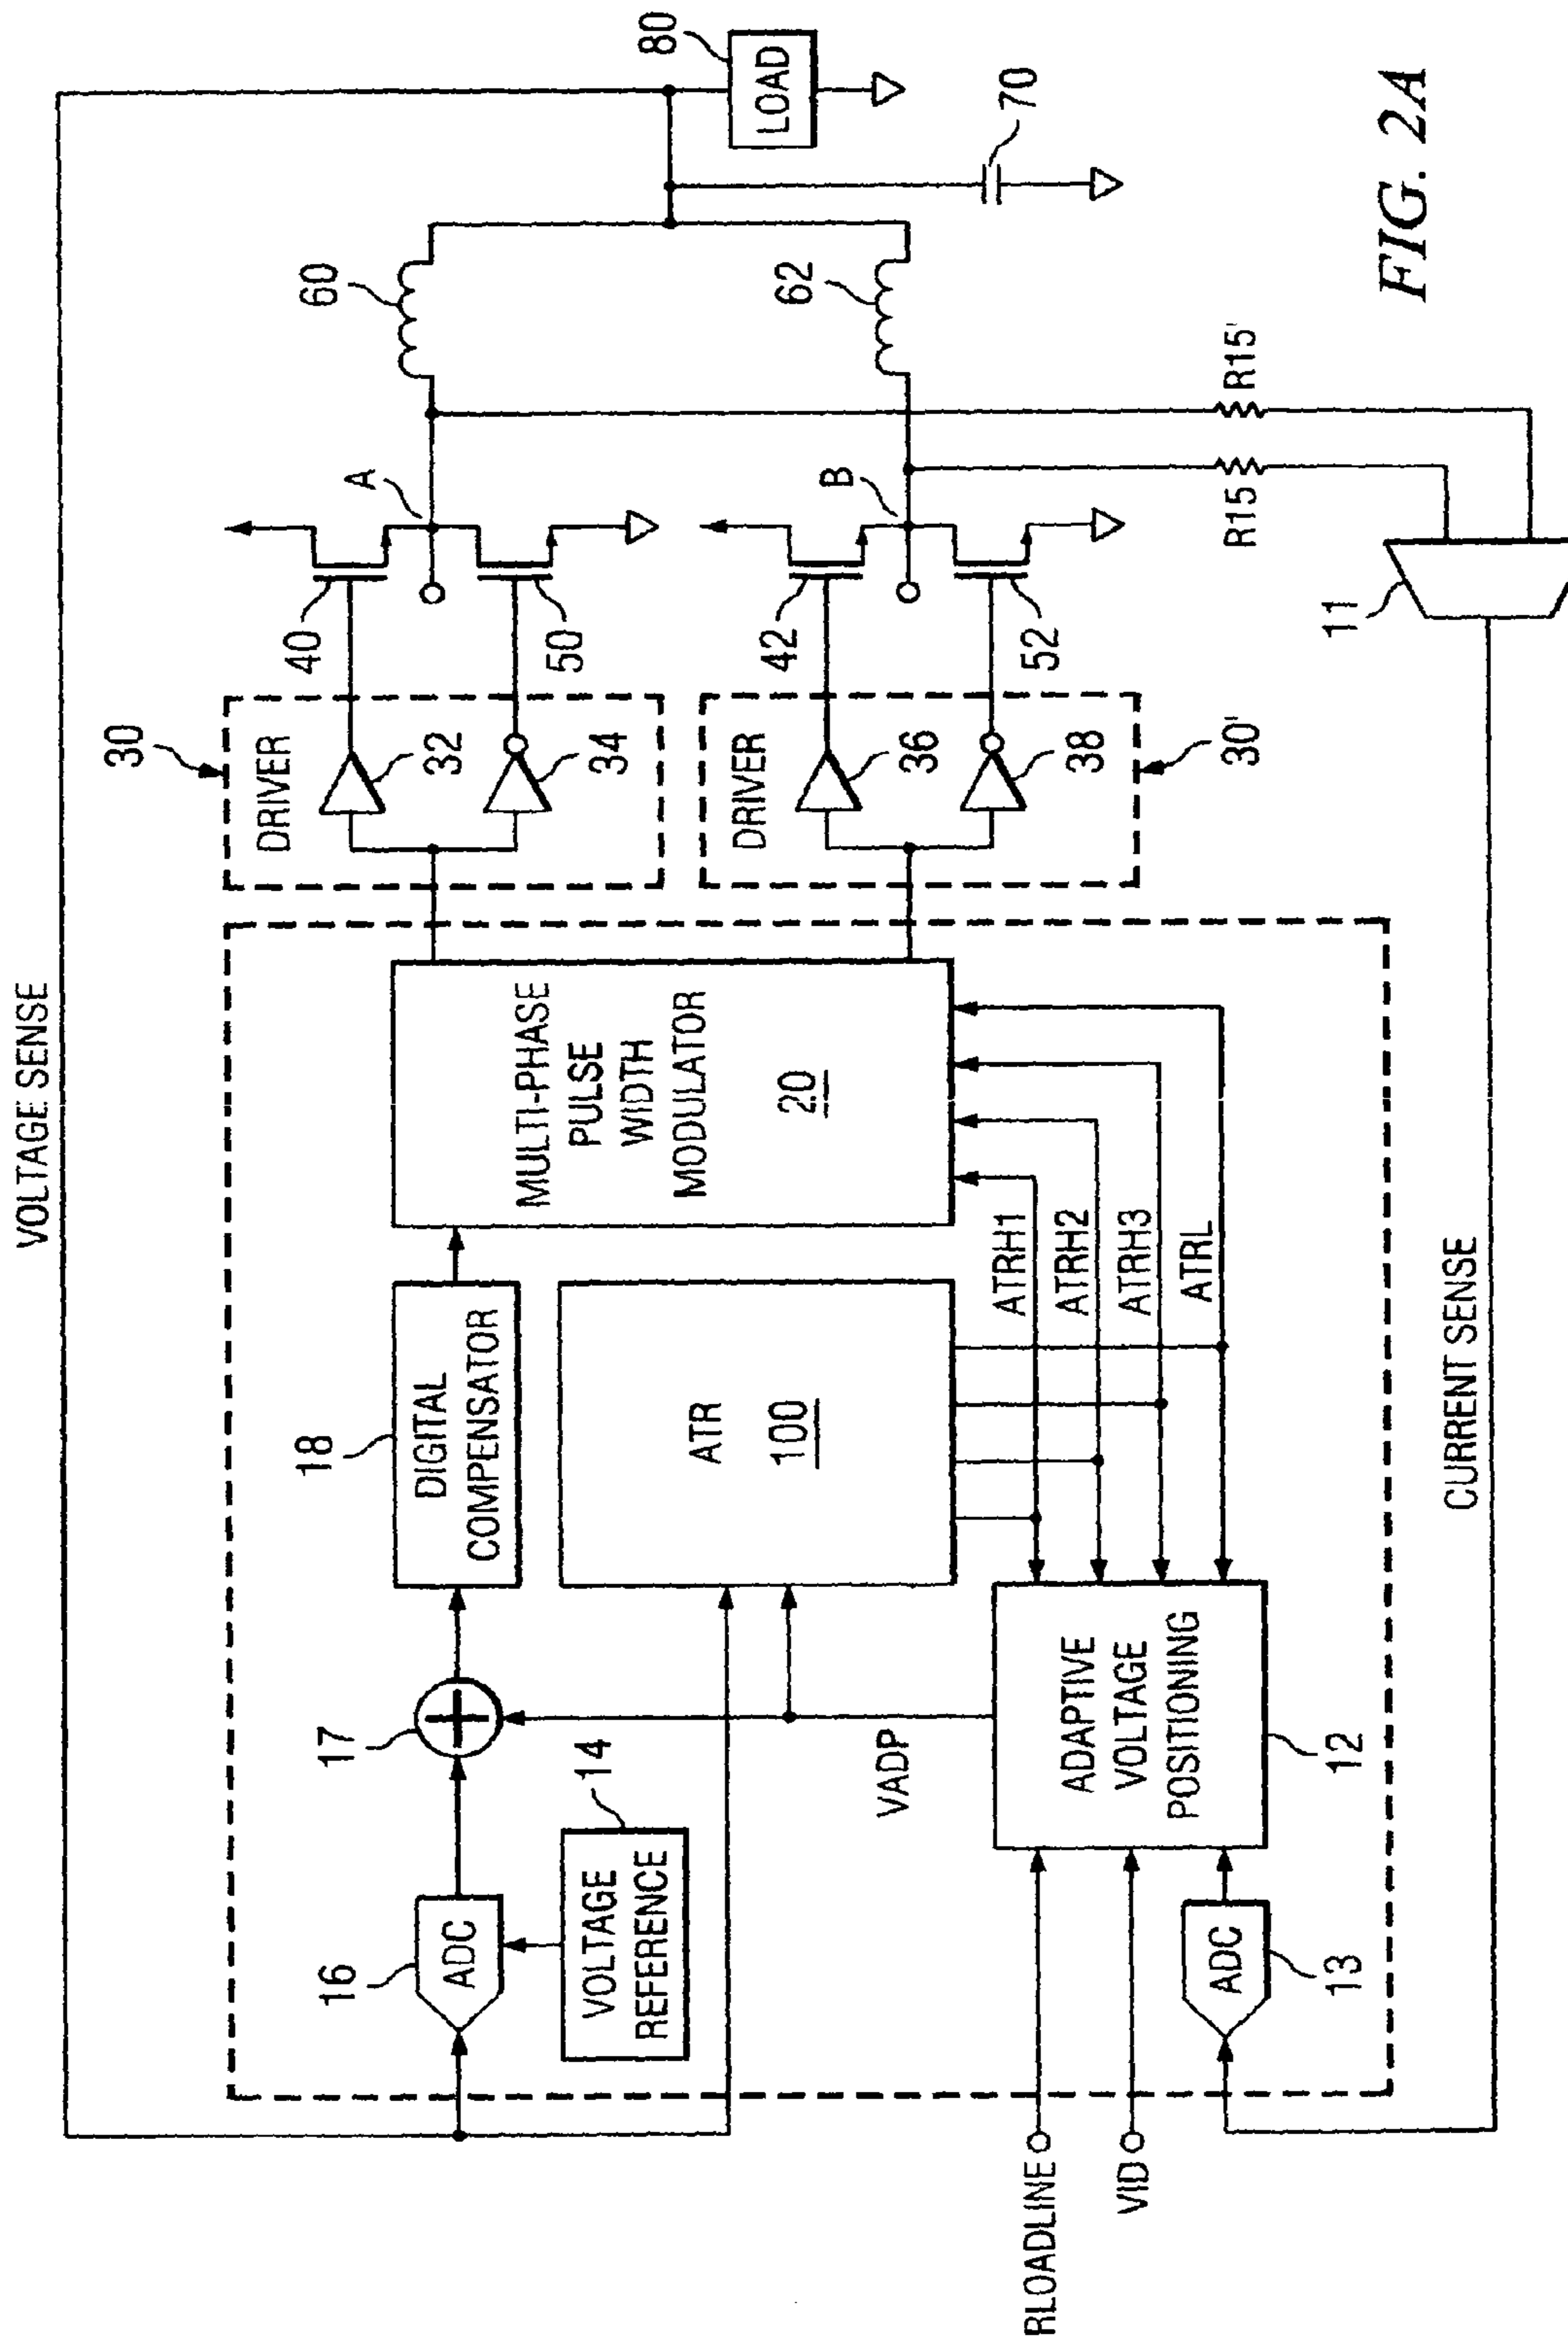 VOLTAGE SENSE
80
LOAD
70
60
62
A
B
R15
R15'
40
50
42
52
11
30
DRIVER
32
34
DRIVER
36
38
30'
MULTI-PHASE
PULSE
WIDTH
MODULATOR
20
18
DIGITAL
COMPENSATOR
ATR
100
ATRH1
ATRH2
ATRH3
ATRL
CURRENT SENSE
17
14
16
ADC
VOLTAGE
REFERENCE
VADP
ADAPTIVE
VOLTAGE
POSITIONING
12
ADC
13
RLOADLINE
VID
FIG. 2A